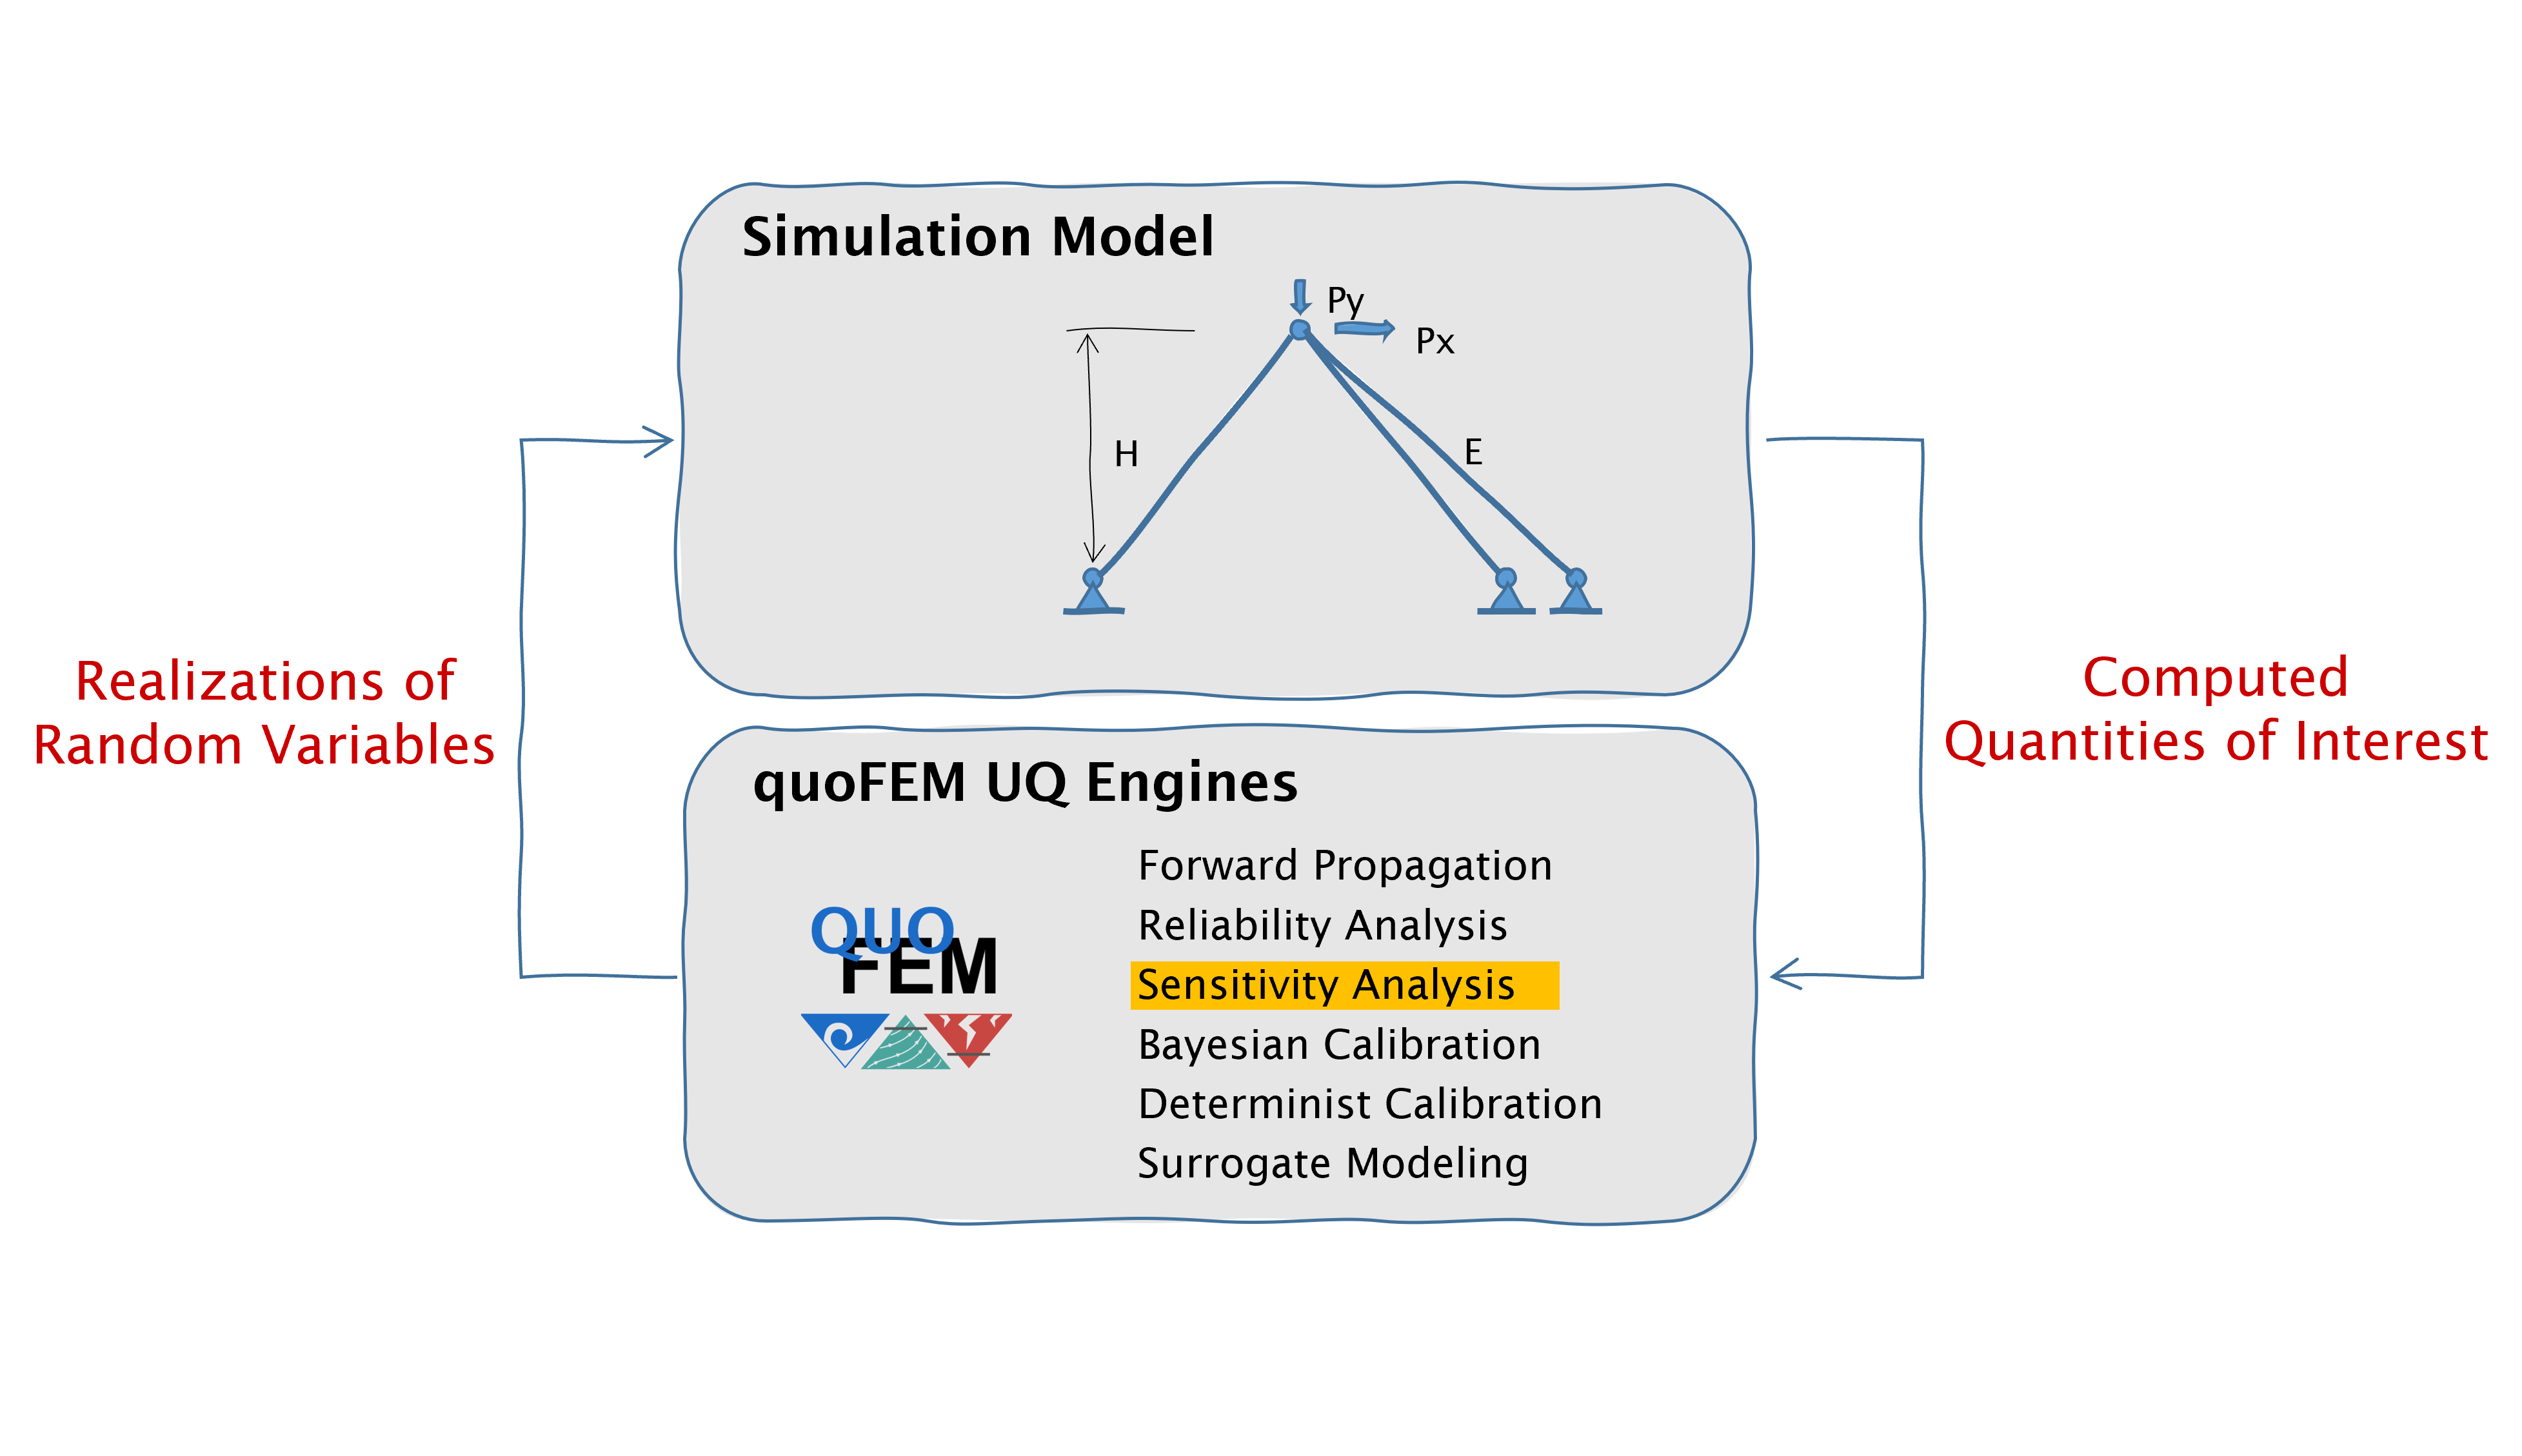 Simulation Model
Py
Px
H
E
Realizations of
Random Variables
Computed
Quantities of Interest
quoFEM UQ Engines
QUO
FEM
Forward Propagation
Reliability Analysis
Sensitivity Analysis
Bayesian Calibration
Determinist Calibration
Surrogate Modeling